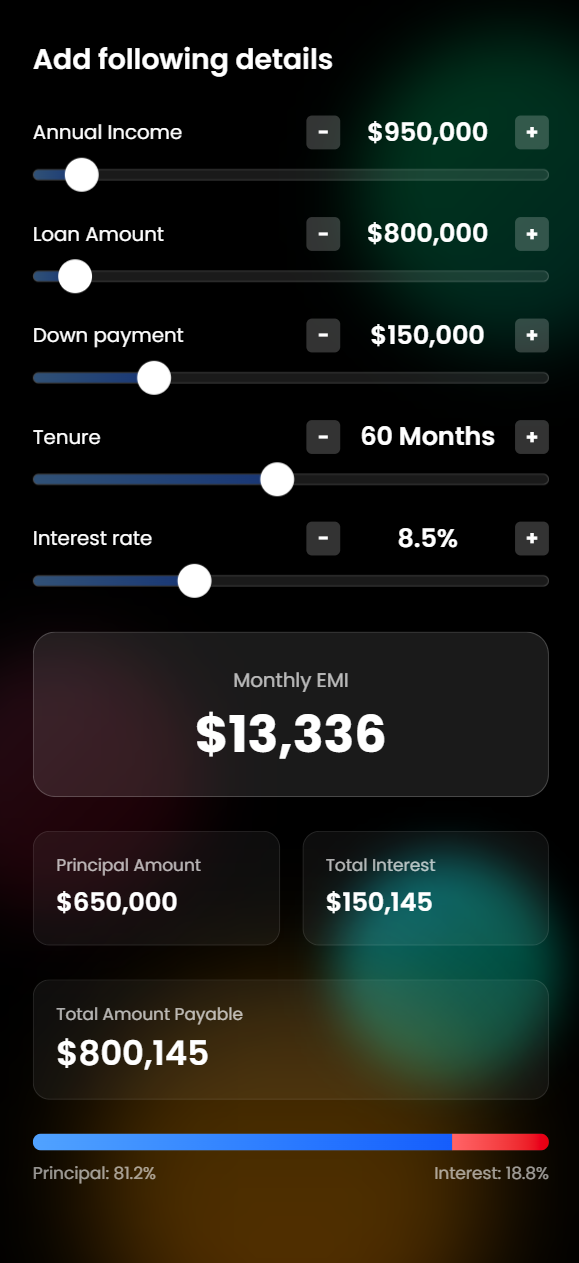 Add following details
Annual Income - $950,000 +
Loan Amount - $800,000 +
Down payment - $150,000 +
Tenure - 60 Months +
Interest rate - 8.5% +
Monthly EMI
$13,336
Principal Amount
$650,000
Total Interest
$150,145
Total Amount Payable
$800,145
Principal: 81.2% Interest: 18.8%